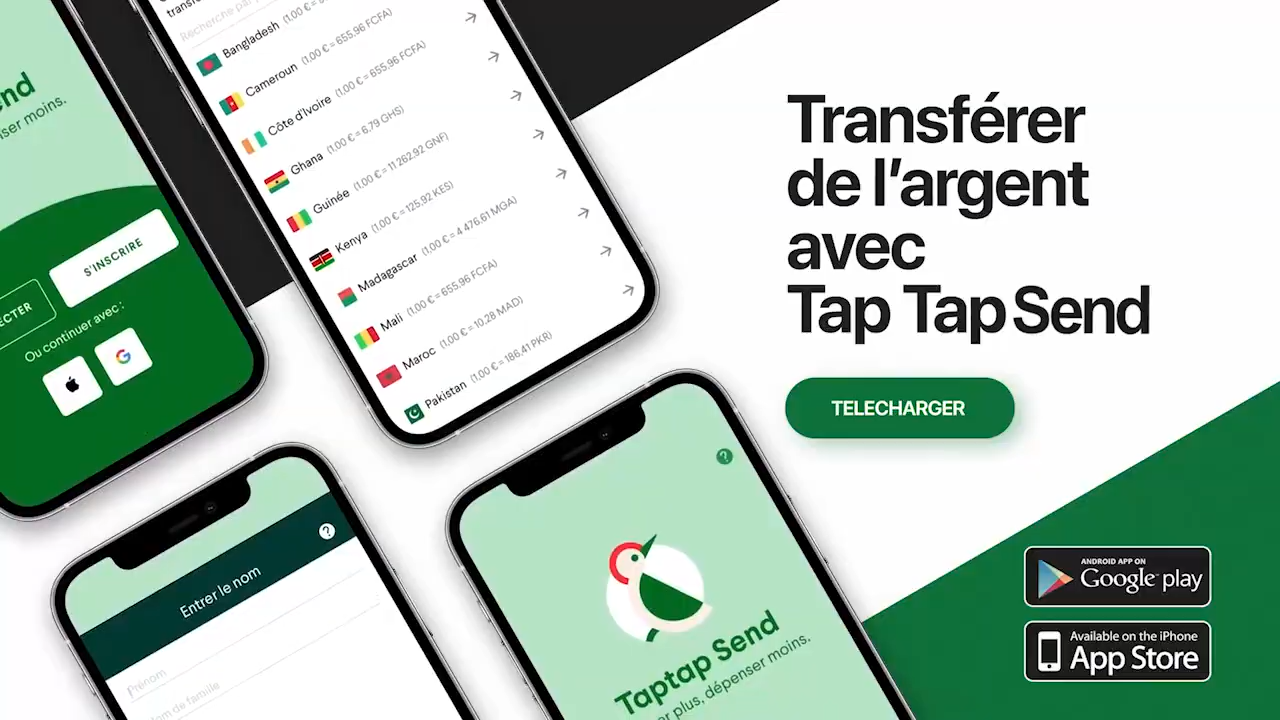 Transférer
de l'argent
avec
Tap Tap Send
TELECHARGER
ANDROID APP ON
Google play
Available on the iPhone
App Store
Bangladesh
Cameroun (1,00 € = 655,96 FCFA)
Côte d'Ivoire (1,00 € = 655,96 FCFA)
Ghana (1,00 € = 6.79 GHS)
Guinée (1,00 € = 11 262,92 GNF)
Kenya (1,00 € = 125,92 KES)
Madagascar (1,00 € = 4 476.61 MGA)
Mali (1,00 € = 655,96 FCFA)
Maroc (1,00 € = 10.28 MAD)
Pakistan (1,00 € = 186,41 PKR)
S'INSCRIRE
Ou continuer avec :
Entrer le nom
Prénom
de famille
Taptap Send
plus, dépenser moins.